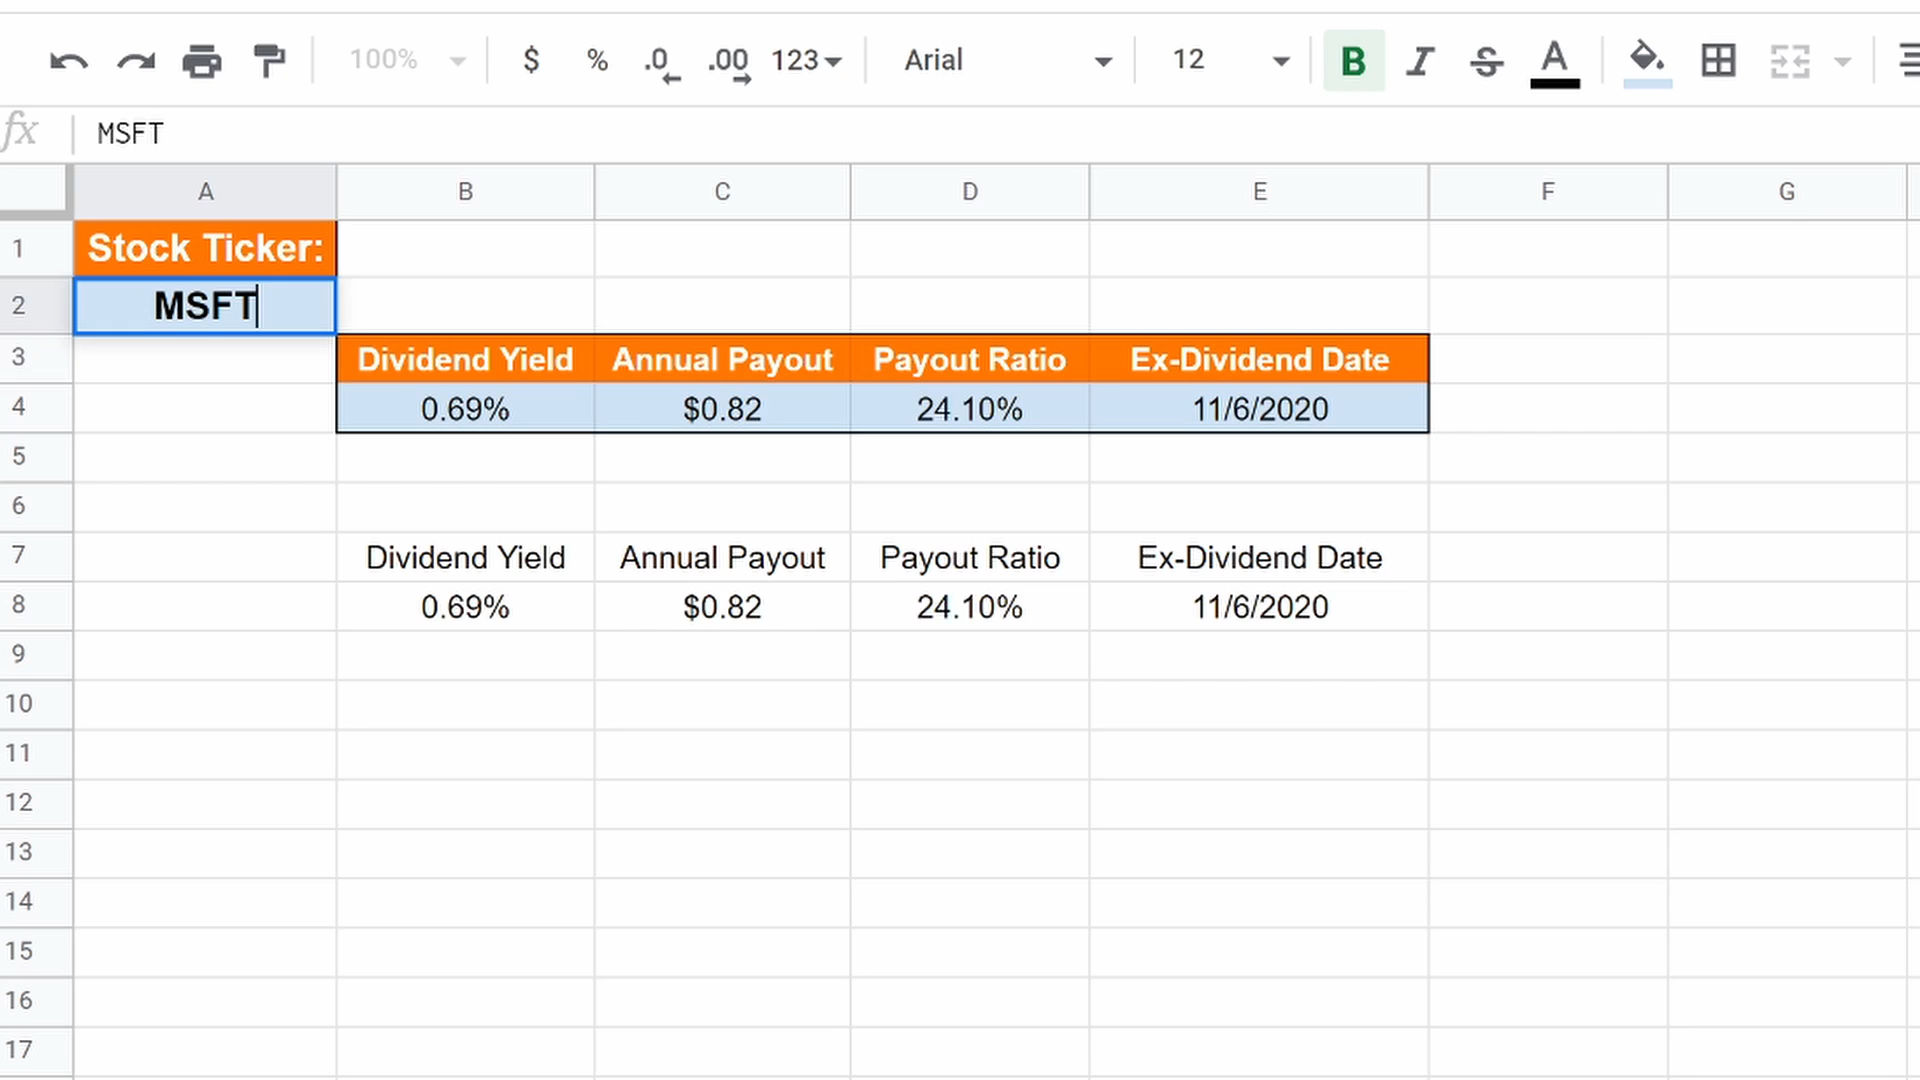 100% $ % .0 .00 123 Arial 12 B I S A
fx MSFT
A B C D E F G
1 Stock Ticker:
2 MSFT
3 Dividend Yield Annual Payout Payout Ratio Ex-Dividend Date
4 0.69% $0.82 24.10% 11/6/2020
5
6
7 Dividend Yield Annual Payout Payout Ratio Ex-Dividend Date
8 0.69% $0.82 24.10% 11/6/2020
9
10
11
12
13
14
15
16
17